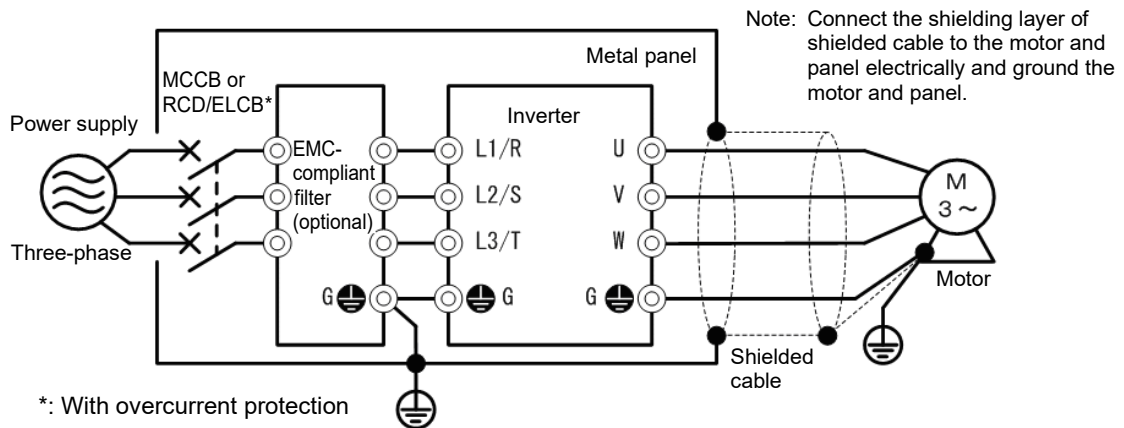 Note: Connect the shielding layer of
shielded cable to the motor and
panel electrically and ground the
motor and panel.
Metal panel
MCCB or
RCD/ELCB*
Power supply
Three-phase
EMC-
compliant
filter
(optional)
G
Inverter
L1/R
L2/S
L3/T
G
U
V
W
G
M
3~
Motor
Shielded
cable
*: With overcurrent protection